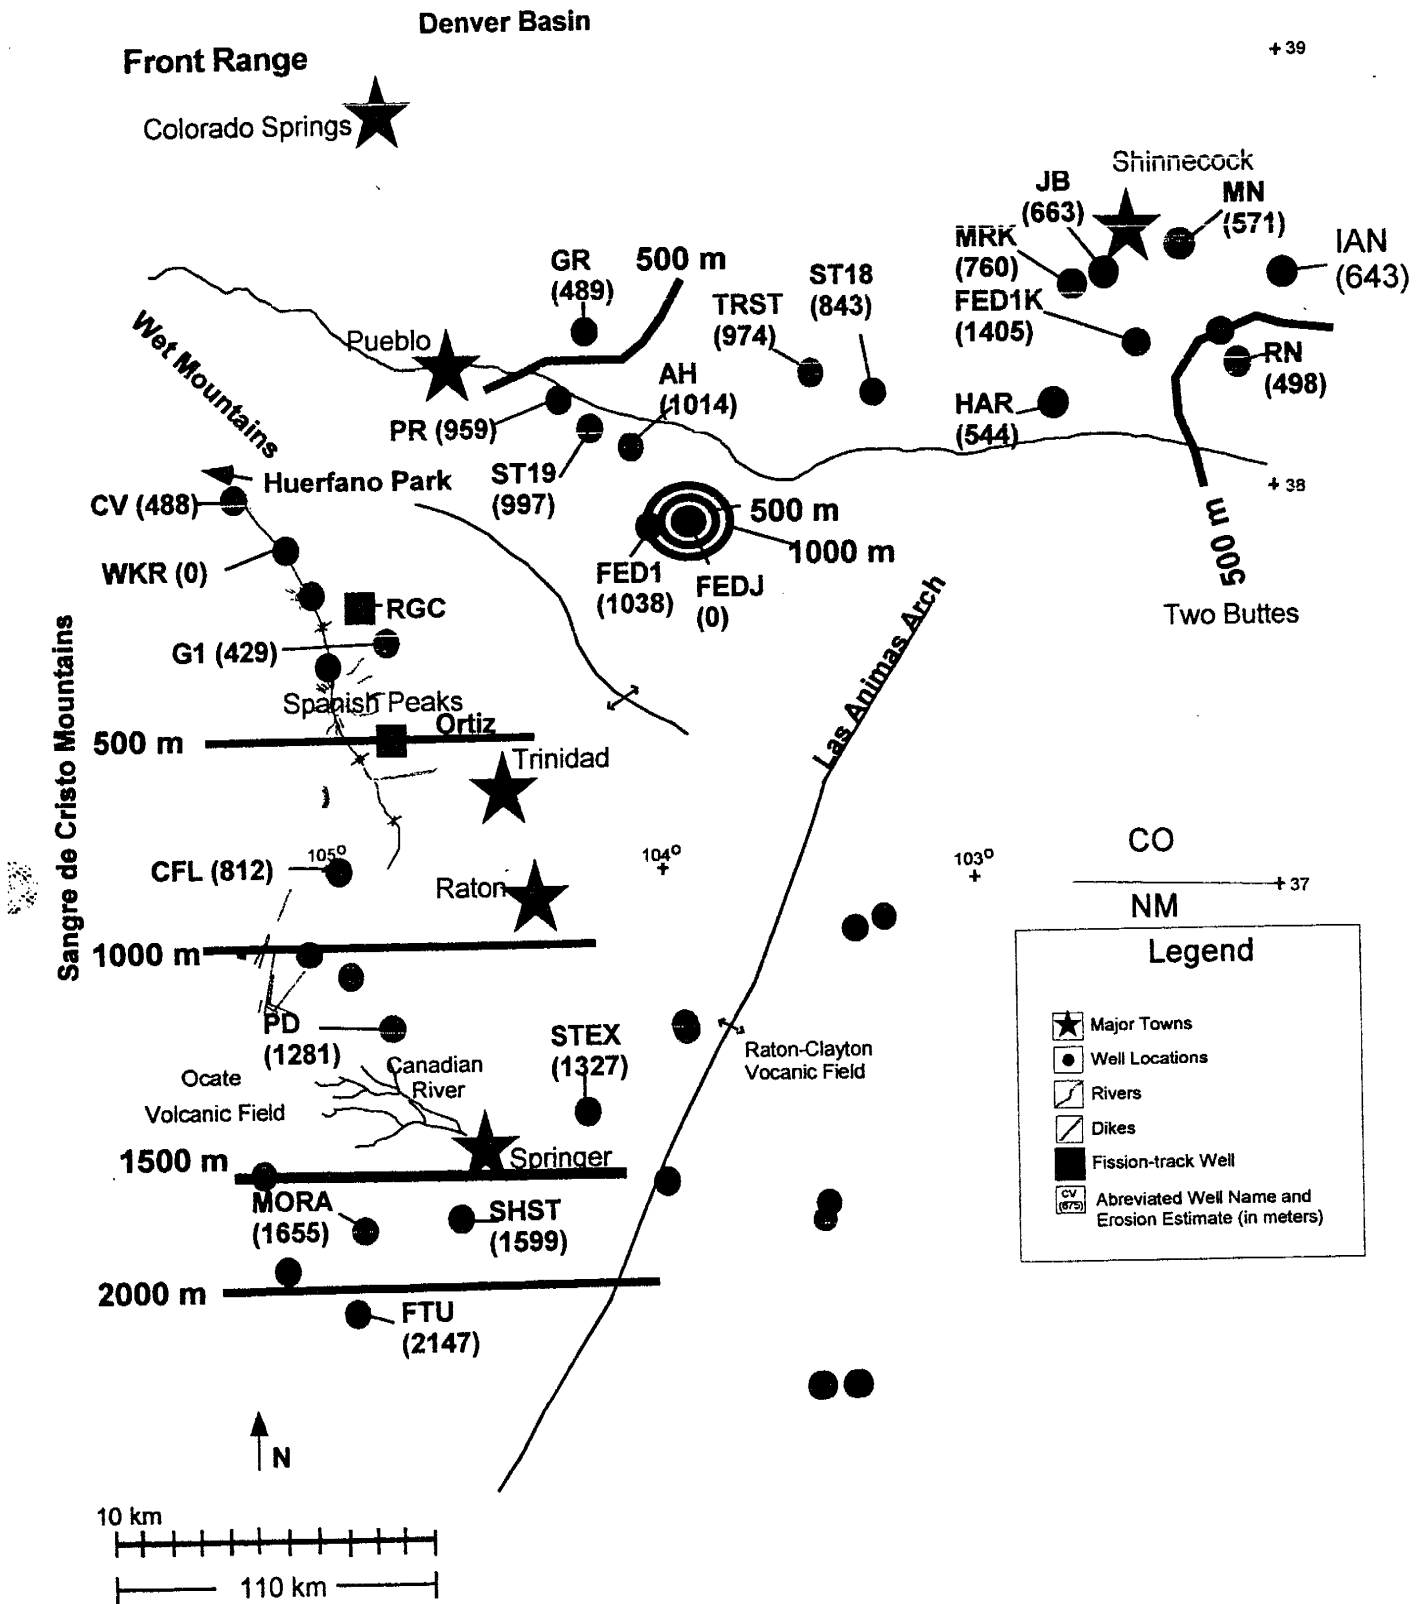 Denver Basin
Front Range
+ 39
Colorado Springs
Shinnecock
JB
(663)
MN
(571)
MRK
(760)
IAN
(643)
GR
(489)
500 m
ST18
(843)
TRST
(974)
FED1K
(1405)
Wet Mountains
Pueblo
RN
(498)
AH
(1014)
HAR
(544)
PR (959)
ST19
(997)
Huerfano Park
+ 38
CV (488)
500 m
1000 m
500 m
WKR (0)
FED1
(1038)
FEDJ
(0)
RGC
Two Buttes
G1 (429)
Las Animas Arch
Sangre de Cristo Mountains
Spanish Peaks
Ortiz
500 m
Trinidad
CO
105o
104o
+
103o
+
CFL (812)
+ 37
Raton
NM
1000 m
Legend
PD
(1281)
STEX
(1327)
Major Towns
Raton-Clayton
Vocanic Field
Well Locations
Canadian
River
Ocate
Volcanic Field
Rivers
Dikes
1500 m
Springer
Fission-track Well
CV
(675)
Abreviated Well Name and
Erosion Estimate (in meters)
MORA
(1655)
SHST
(1599)
2000 m
FTU
(2147)
N
10 km
110 km